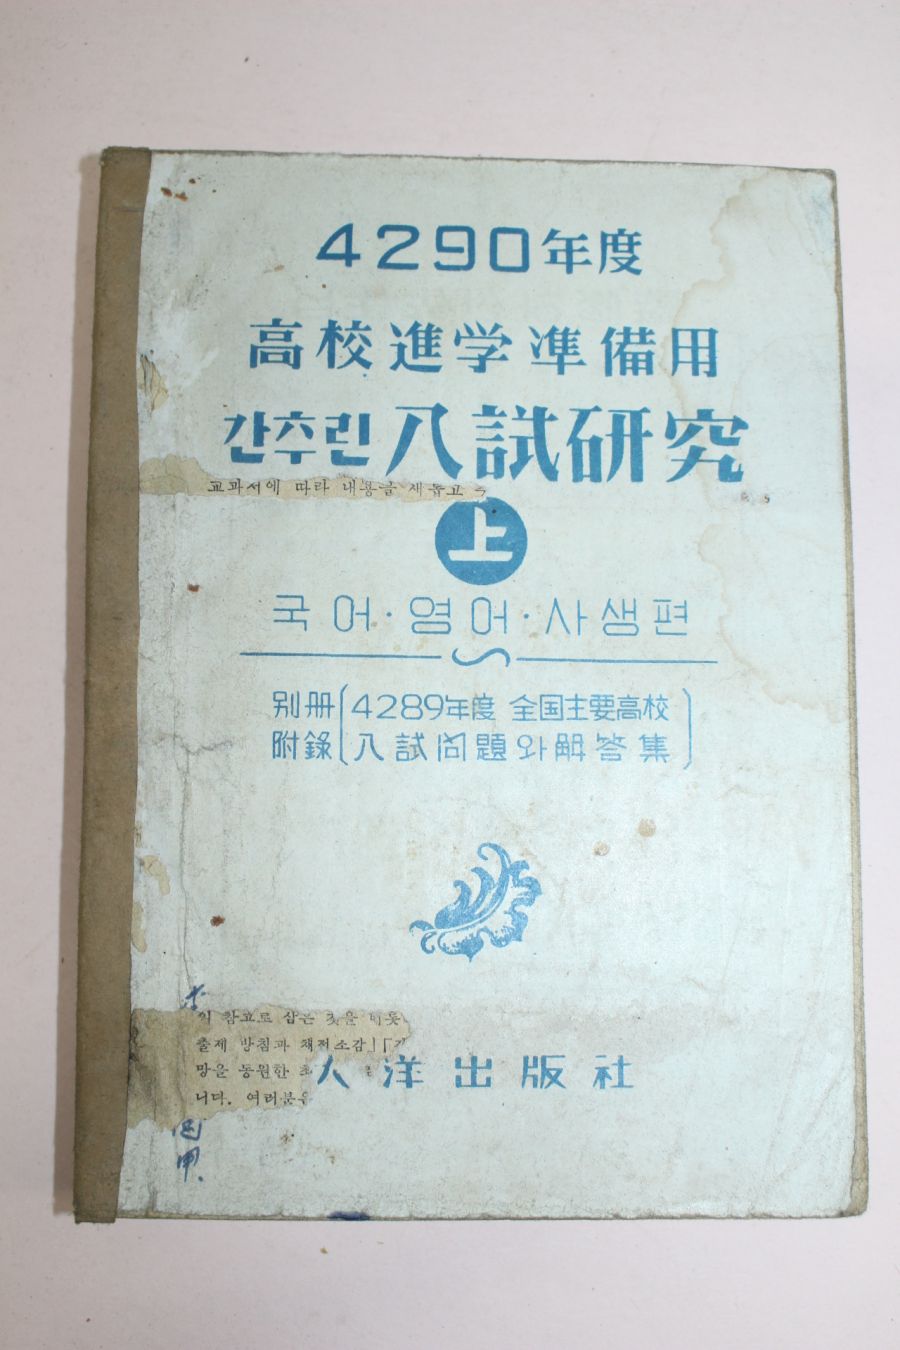 4290年度
高校進学準備用
간추린 入試研究
교과서에 따라 내용을 새롭고
上
국어·영어·사생편
別册 附錄 (4289年度 全国主要高校
入試問題와 解答集)
참고로 삼은 것을
출제 방침과 채점소감」「
망을 동원한
니다. 여러분
洋出版社
甲